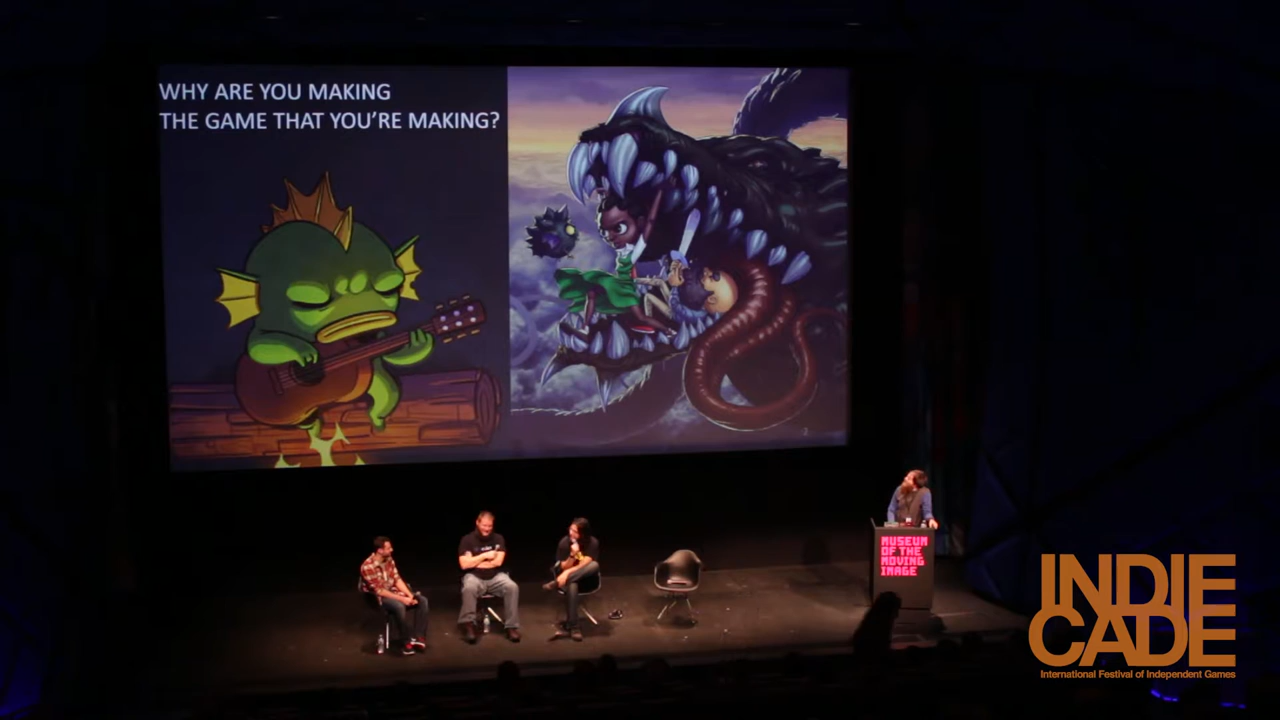 WHY ARE YOU MAKING
THE GAME THAT YOU'RE MAKING?
MUSEUM
OF THE
MOVING
IMAGE
INDIE
CADE
International Festival of Independent Games